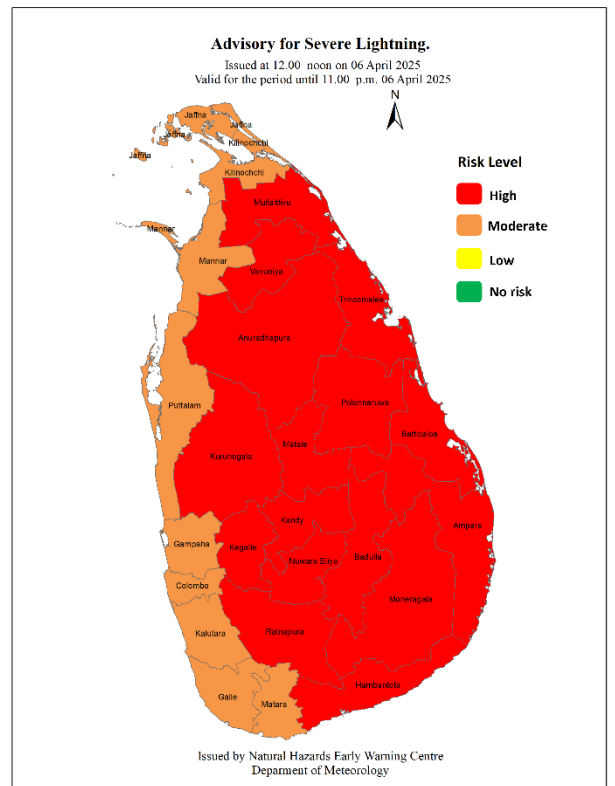 Advisory for Severe Lightning.
Issued at 12.00 noon on 06 April 2025
Valid for the period until 11.00 p.m. 06 April 2025
N
Jaffna
Jaffna
Jaffna
Kilinochchi
Jaffna
Kilinochchi
Risk Level
High
Moderate
Low
No risk
Mullaitivu
Mannar
Mannar
Vavuniya
Trincomalee
Anuradhapura
Puttalam
Polonnaruwa
Batticaloa
Matale
Kurunegala
Kandy
Ampara
Gampaha
Kegalle
Nuwara Eliya
Badulla
Colombo
Moneragala
Kalutara
Ratnapura
Hambantota
Galle
Matara
Issued by Natural Hazards Early Warning Centre
Deparment of Meteorology